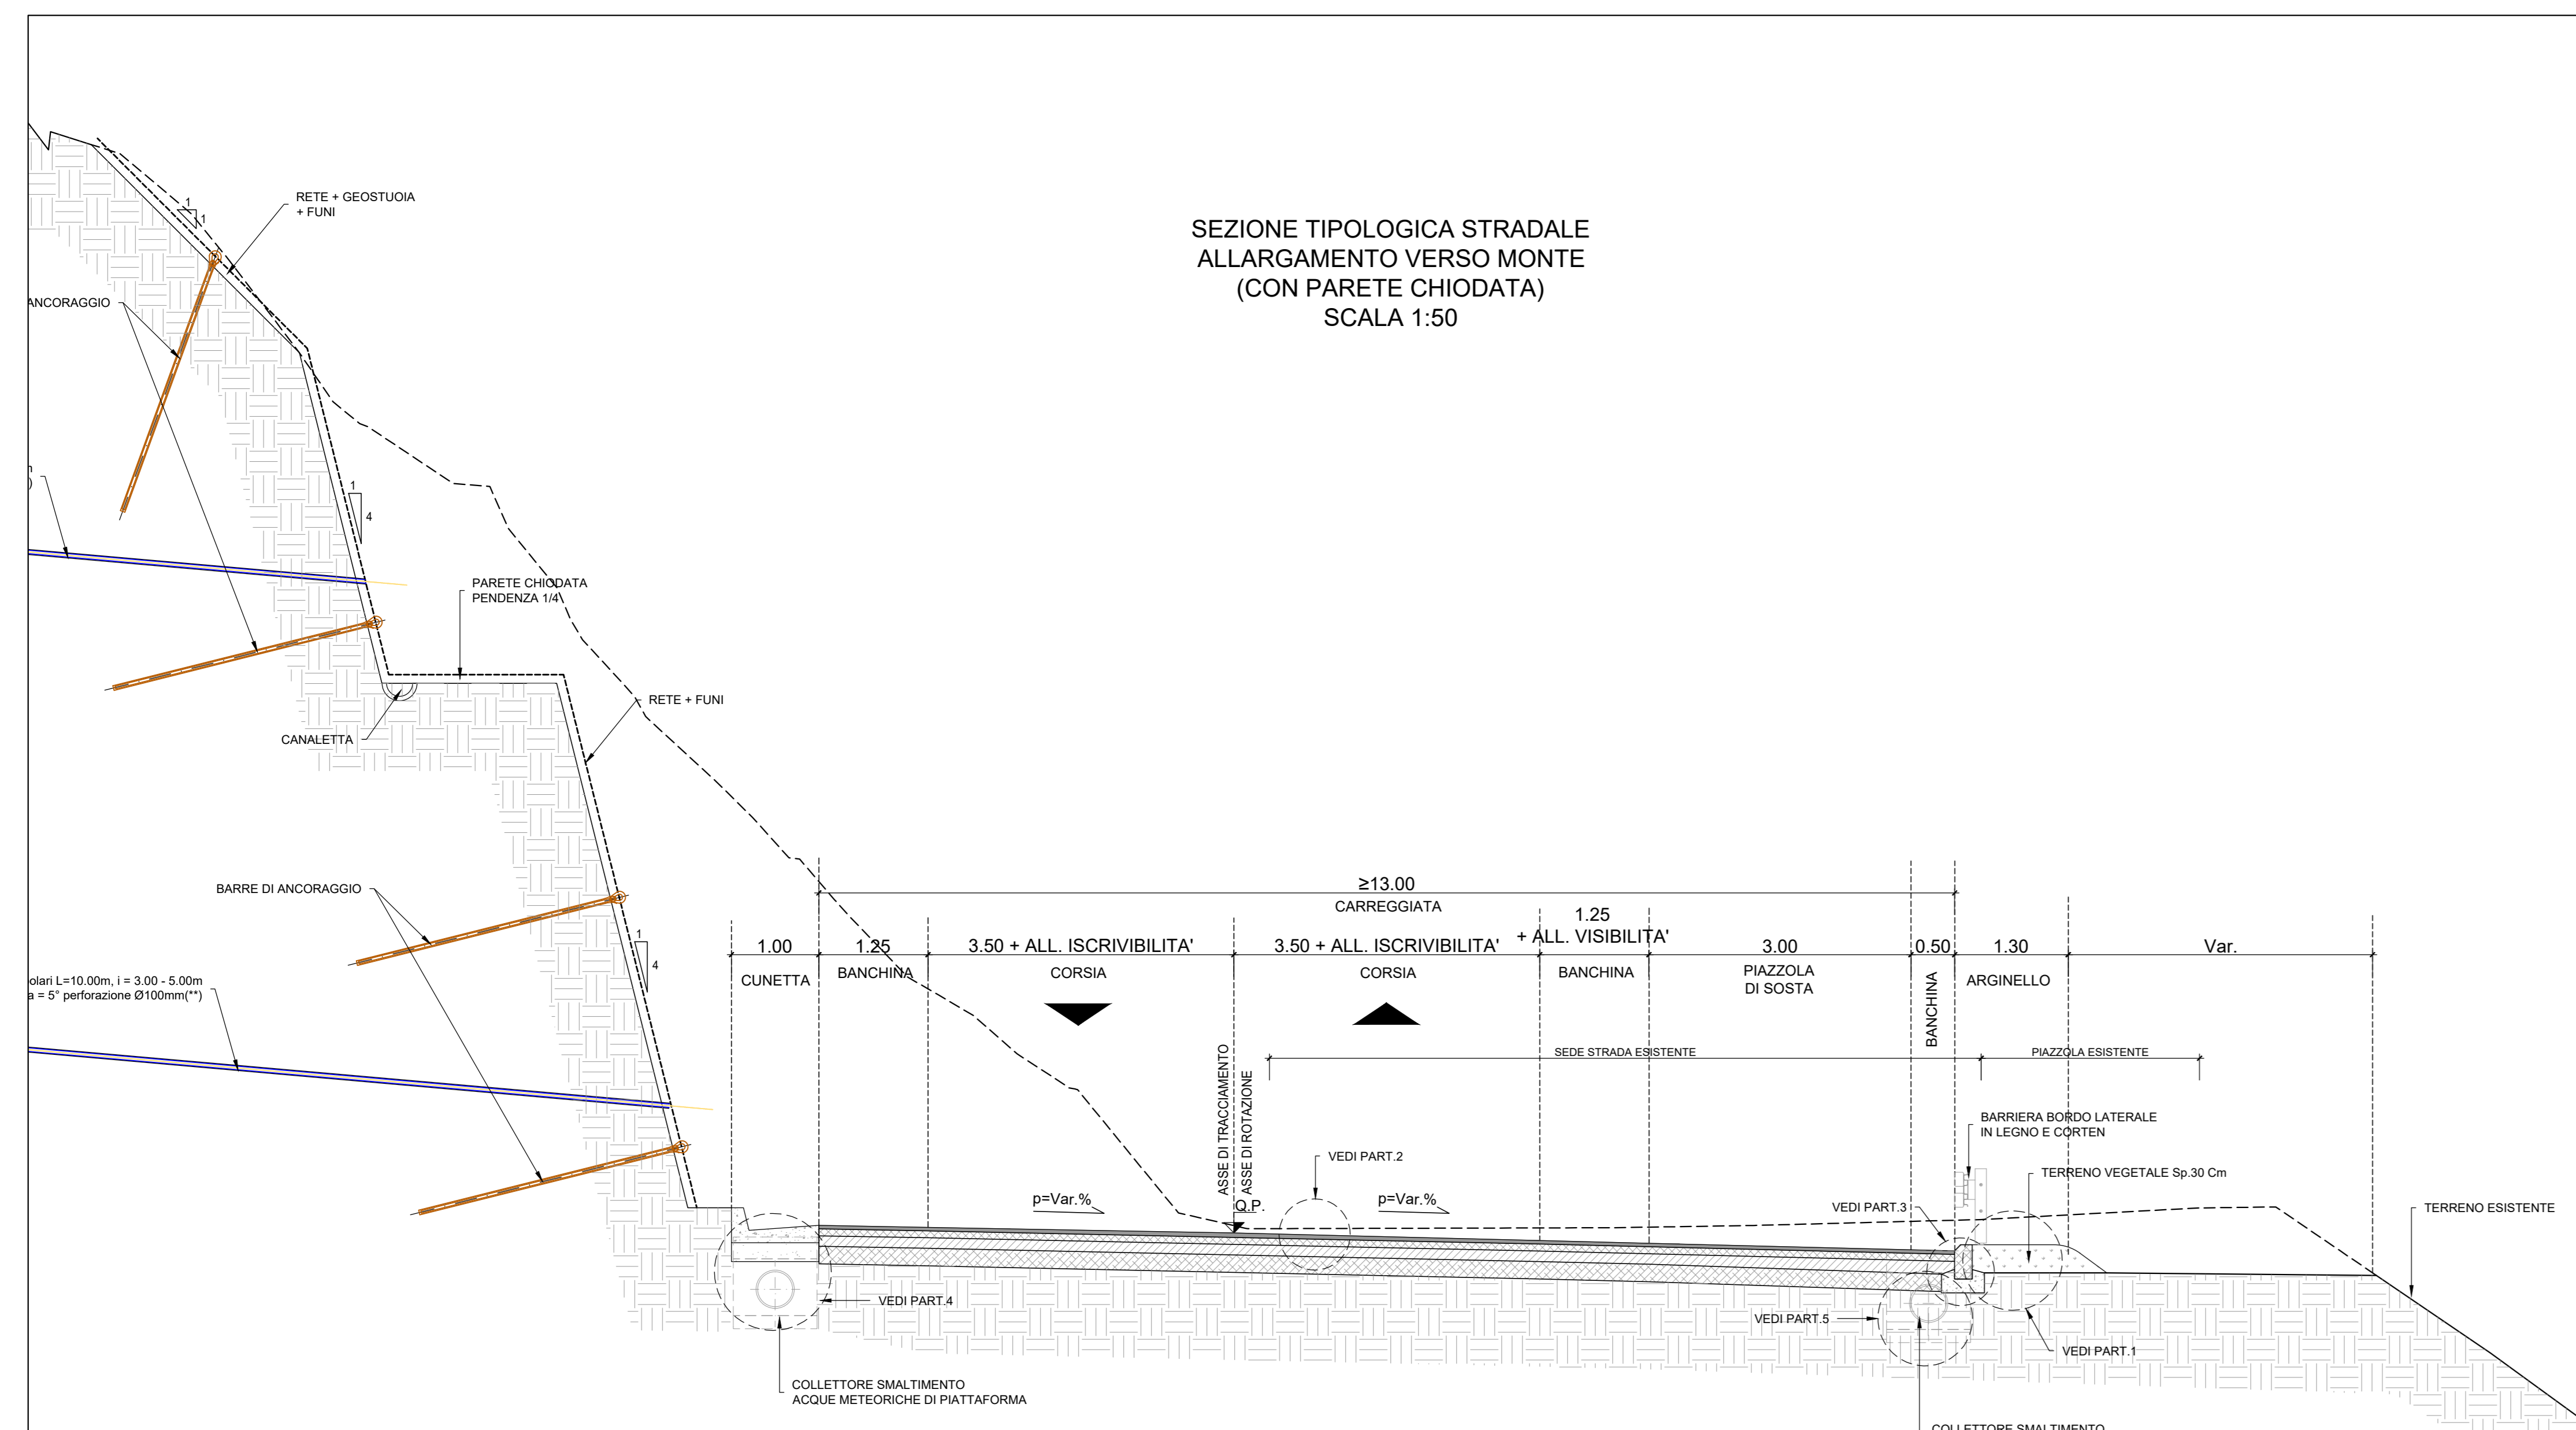 SEZIONE TIPOLOGICA STRADALE
ALLARGAMENTO VERSO MONTE
(CON PARETE CHIODATA)
SCALA 1:50
RETE + GEOSTUOIA
+ FUNI
1
1
ANCORAGGIO
1
4
PARETE CHIODATA
PENDENZA 1/4
RETE + FUNI
CANALETTA
BARRE DI ANCORAGGIO
1
4
olari L=10.00m, i = 3.00 - 5.00m
a = 5° perforazione Ø100mm(**)
≥13.00
CARREGGIATA
1.00
CUNETTA
1.25
BANCHINA
3.50 + ALL. ISCRIVIBILITA'
CORSIA
3.50 + ALL. ISCRIVIBILITA'
CORSIA
1.25
+ ALL. VISIBILITA'
BANCHINA
3.00
PIAZZOLA
DI SOSTA
0.50
BANCHINA
1.30
ARGINELLO
Var.
SEDE STRADA ESISTENTE
PIAZZOLA ESISTENTE
ASSE DI TRACCIAMENTO
ASSE DI ROTAZIONE
BARRIERA BORDO LATERALE
IN LEGNO E CORTEN
VEDI PART.2
TERRENO VEGETALE Sp.30 Cm
p=Var.%
Q.P.
p=Var.%
VEDI PART.3
TERRENO ESISTENTE
VEDI PART.4
VEDI PART.5
VEDI PART.1
COLLETTORE SMALTIMENTO
ACQUE METEORICHE DI PIATTAFORMA
COLLETTORE SMALTIMENTO